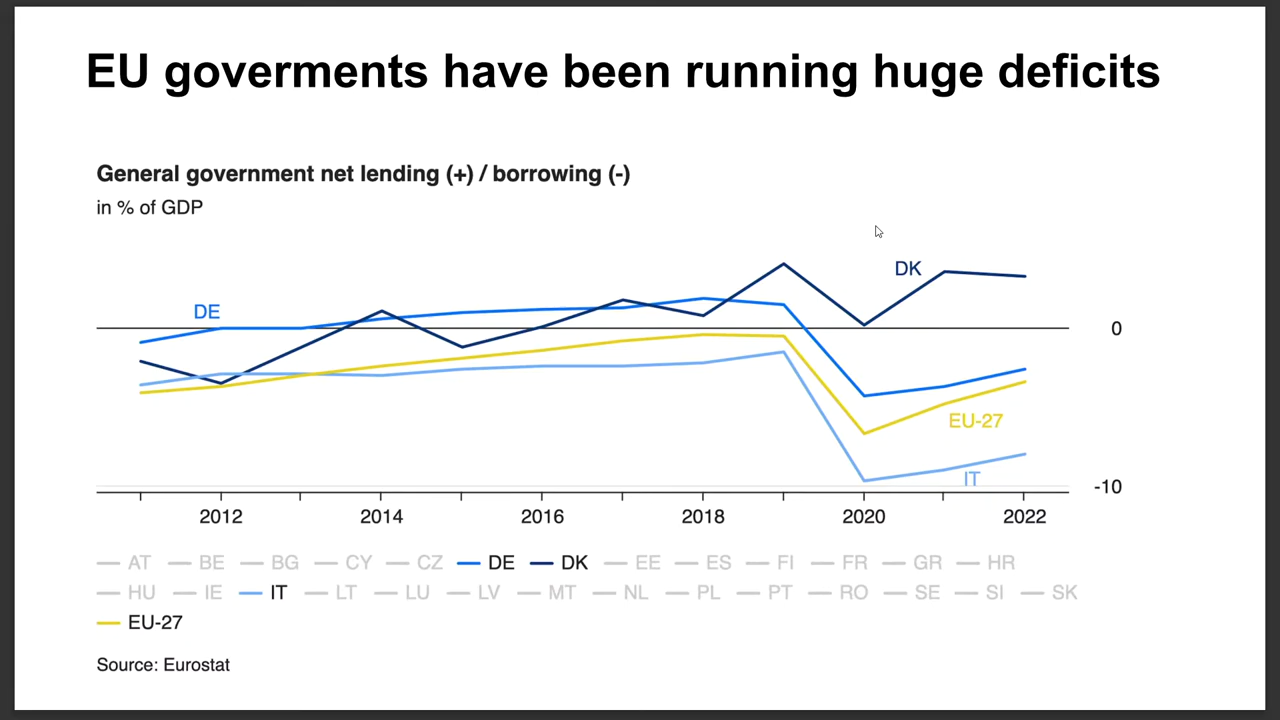 EU goverments have been running huge deficits
General government net lending (+) / borrowing (-)
in % of GDP
DK
DE
0
EU-27
IT
-10
2012 2014 2016 2018 2020 2022
AT BE BG CY CZ DE DK EE ES FI FR GR HR
HU IE IT LT LU LV MT NL PL PT RO SE SI SK
EU-27
Source: Eurostat